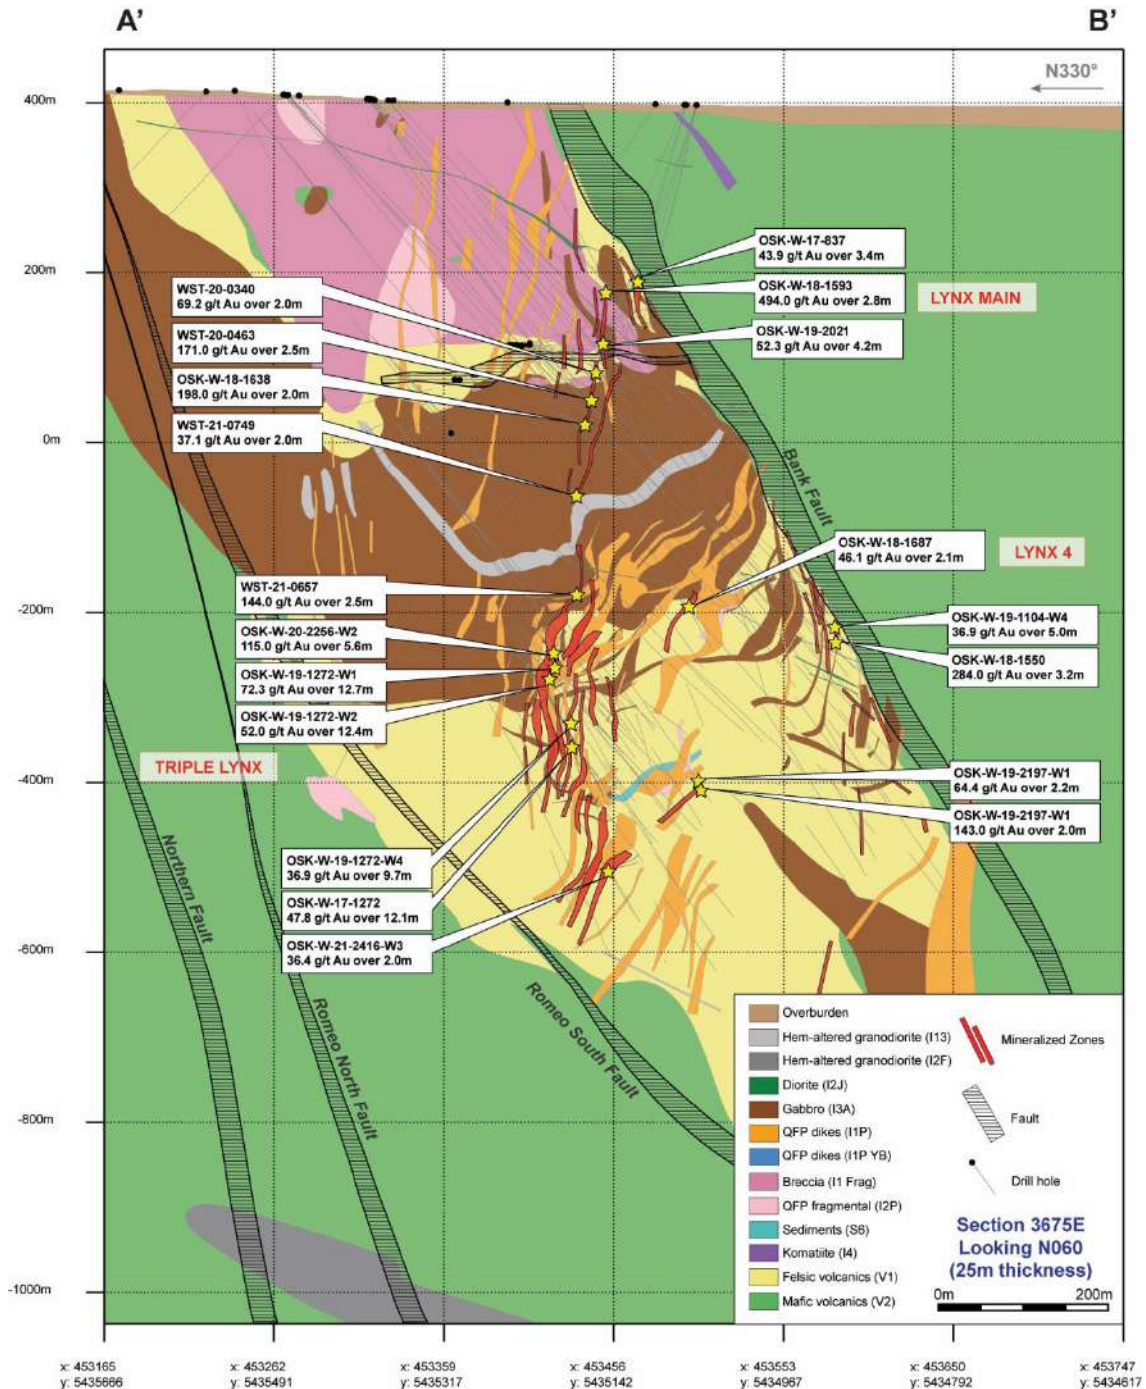 A’
B’
N330°
400m
200m
0m
-200m
-400m
-600m
-800m
-1000m
OSK-W-17-837
43.9 g/t Au over 3.4m
OSK-W-18-1593
494.0 g/t Au over 2.8m
LYNX MAIN
OSK-W-19-2021
52.3 g/t Au over 4.2m
WST-20-0340
69.2 g/t Au over 2.0m
WST-20-0463
171.0 g/t Au over 2.5m
OSK-W-18-1638
198.0 g/t Au over 2.0m
WST-21-0749
37.1 g/t Au over 2.0m
Bank Fault
OSK-W-18-1687
46.1 g/t Au over 2.1m
LYNX 4
WST-21-0657
144.0 g/t Au over 2.5m
OSK-W-20-2256-W2
115.0 g/t Au over 5.6m
OSK-W-19-1272-W1
72.3 g/t Au over 12.7m
OSK-W-19-1272-W2
52.0 g/t Au over 12.4m
OSK-W-19-1104-W4
36.9 g/t Au over 5.0m
OSK-W-18-1550
284.0 g/t Au over 3.2m
TRIPLE LYNX
OSK-W-19-2197-W1
64.4 g/t Au over 2.2m
OSK-W-19-2197-W1
143.0 g/t Au over 2.0m
OSK-W-19-1272-W4
36.9 g/t Au over 9.7m
OSK-W-17-1272
47.8 g/t Au over 12.1m
OSK-W-21-2416-W3
36.4 g/t Au over 2.0m
Northern Fault
Romeo North Fault
Romeo South Fault
Overburden
Hem-altered granodiorite (I13)
Hem-altered granodiorite (I2F)
Diorite (I2J)
Gabbro (I3A)
QFP dikes (I1P)
QFP dikes (I1P YB)
Breccia (I1 Frag)
QFP fragmental (I2P)
Sediments (S6)
Komatiite (I4)
Felsic volcanics (V1)
Mafic volcanics (V2)
Mineralized Zones
Fault
Drill hole
Section 3675E
Looking N060
(25m thickness)
0m 200m
x: 453165 x: 453262 x: 453359 x: 453456 x: 453553 x: 453650 x: 453747
y: 5435666 y: 5435491 y: 5435317 y: 5435142 y: 5434967 y: 5434792 y: 5434617